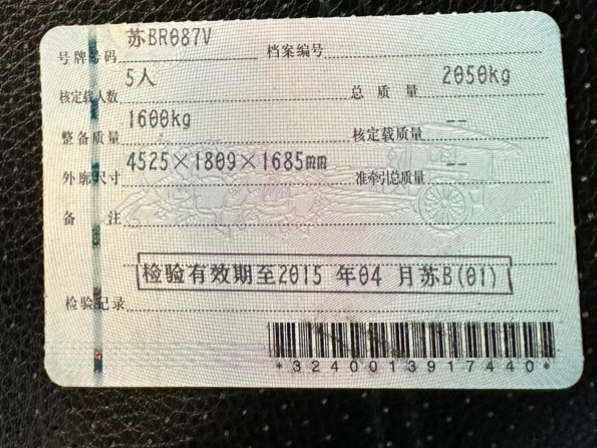 号牌号码 苏BR087V 档案编号
核定载人数 5人 总质量 2050kg
整备质量 1600kg 核定载质量 --
外廓尺寸 4525×1809×1685mm 准牵引总质量 --
备注
检验有效期至2015 年04 月苏B(01)
检验记录
*3240013917440*